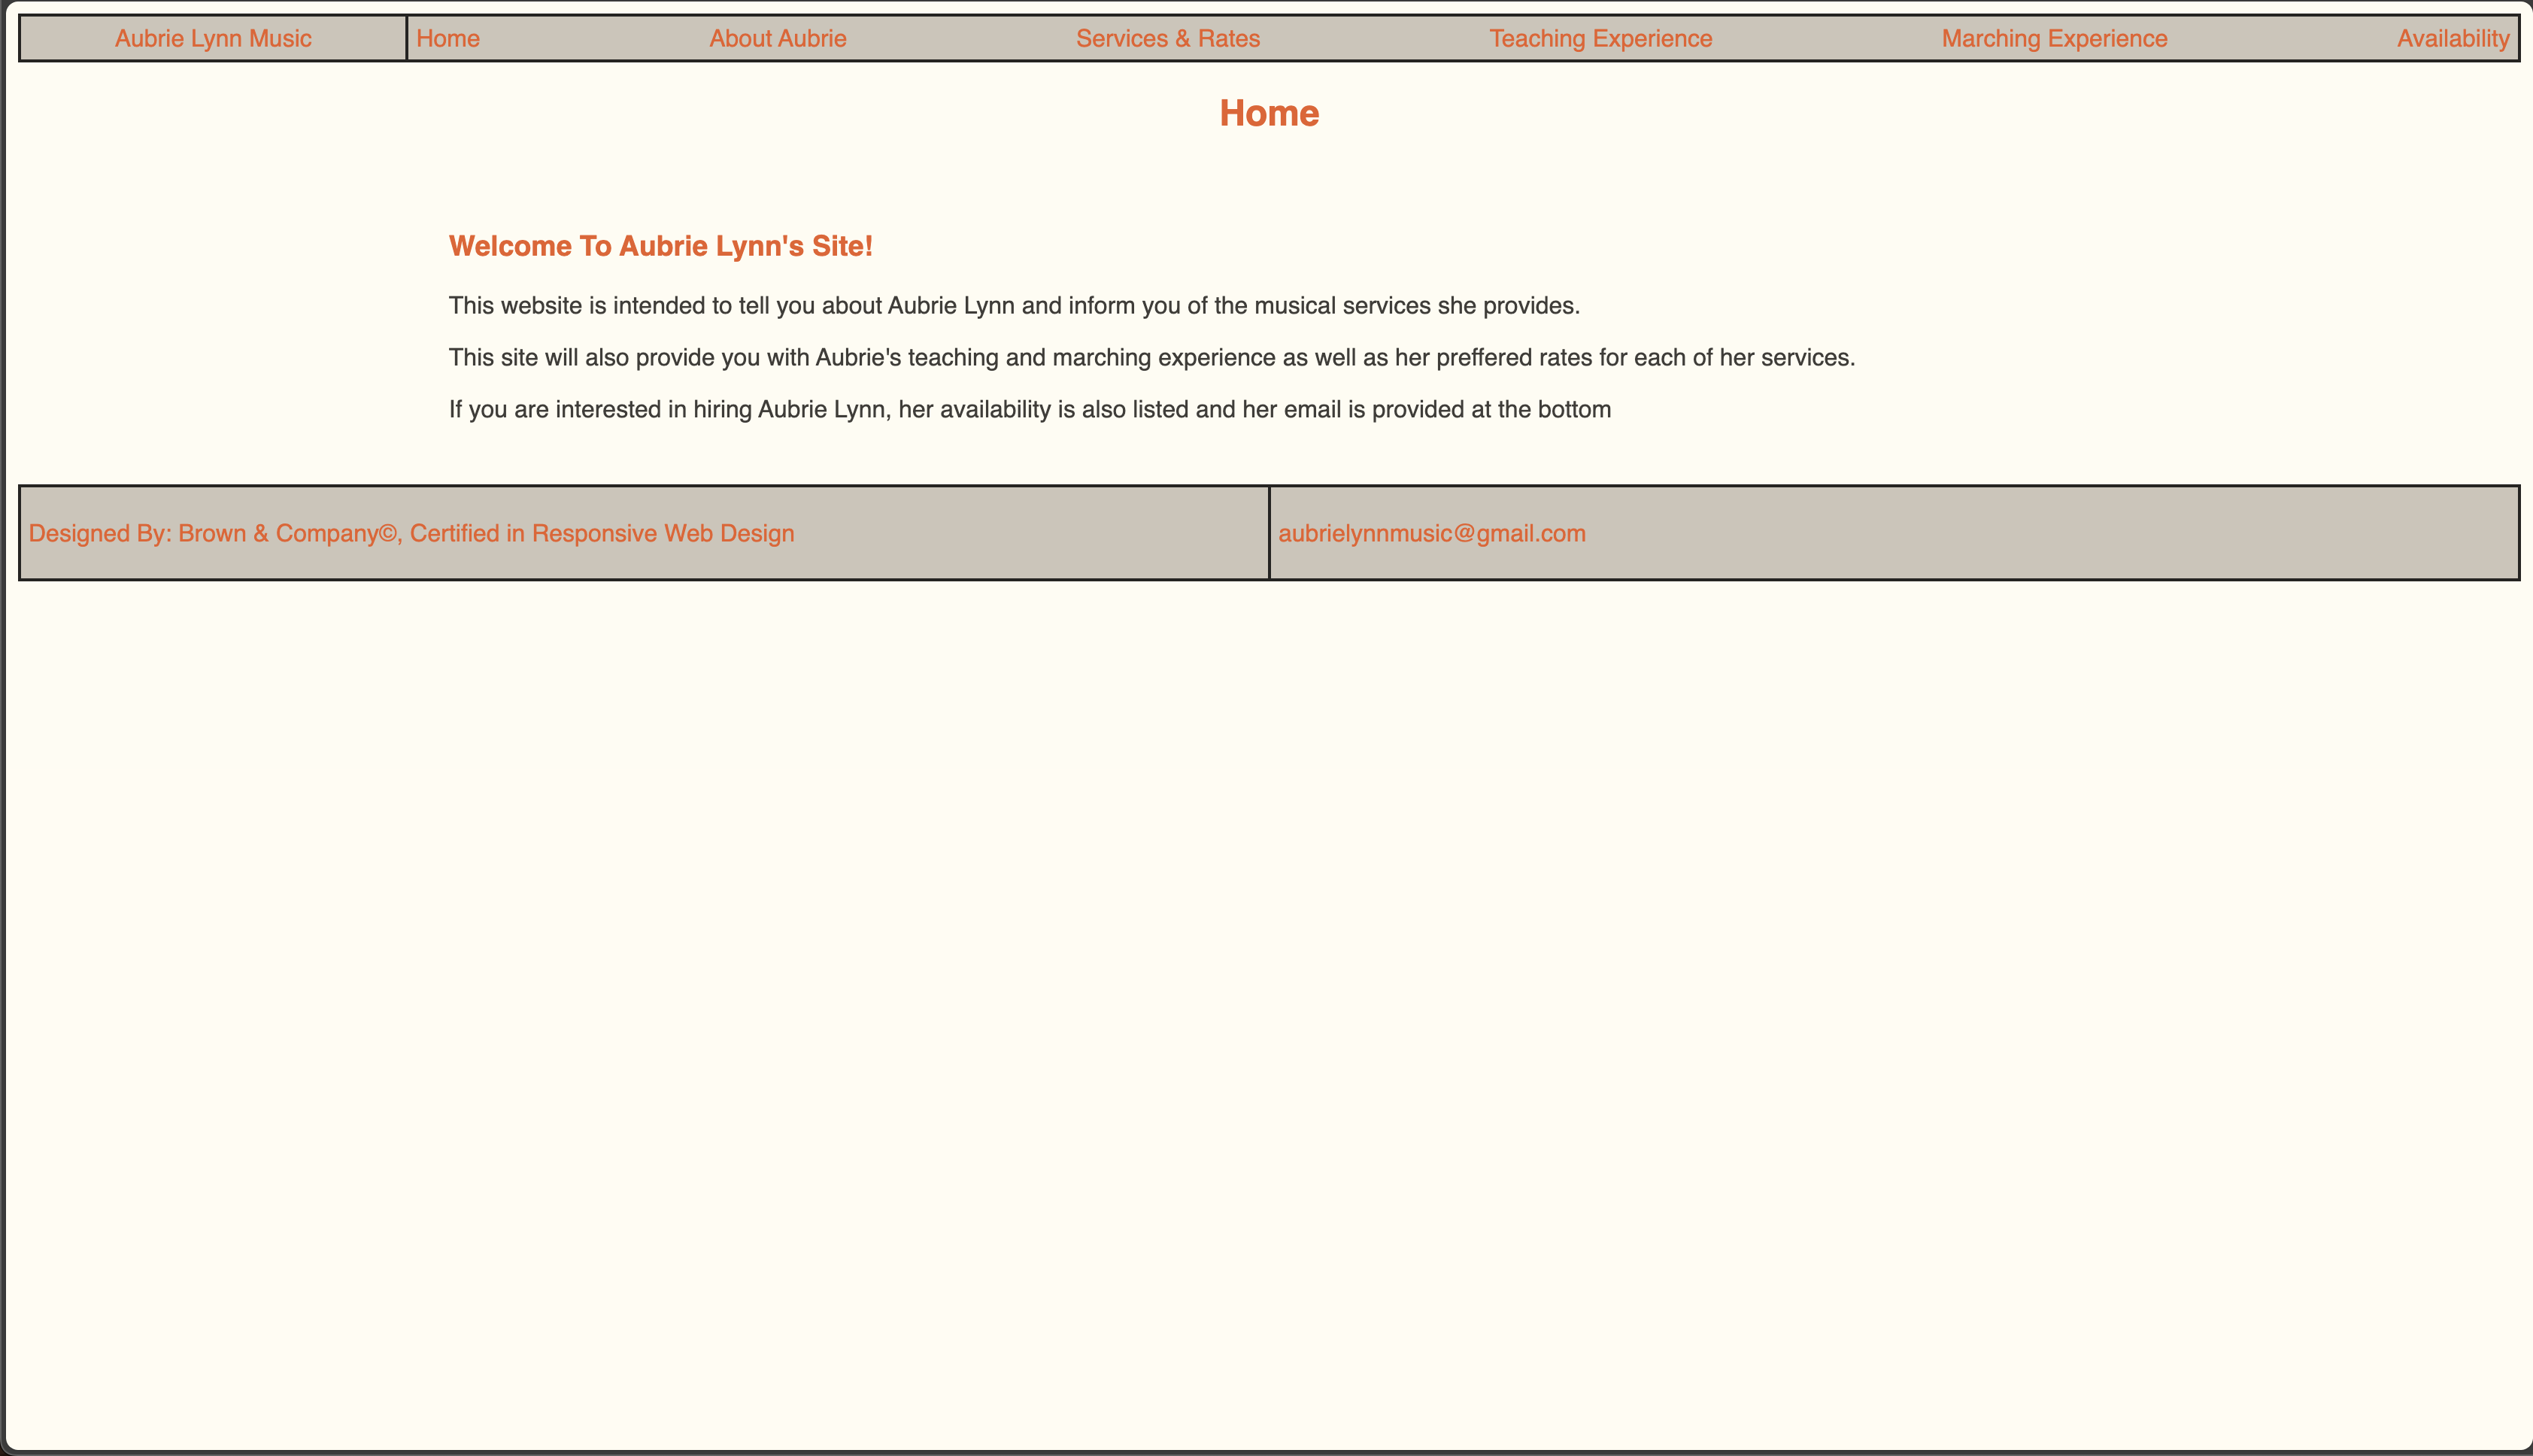 Aubrie Lynn Music Home About Aubrie Services & Rates Teaching Experience Marching Experience Availability
Home
Welcome To Aubrie Lynn's Site!
This website is intended to tell you about Aubrie Lynn and inform you of the musical services she provides.
This site will also provide you with Aubrie's teaching and marching experience as well as her preffered rates for each of her services.
If you are interested in hiring Aubrie Lynn, her availability is also listed and her email is provided at the bottom
Designed By: Brown & Company©, Certified in Responsive Web Design aubrielynnmusic@gmail.com